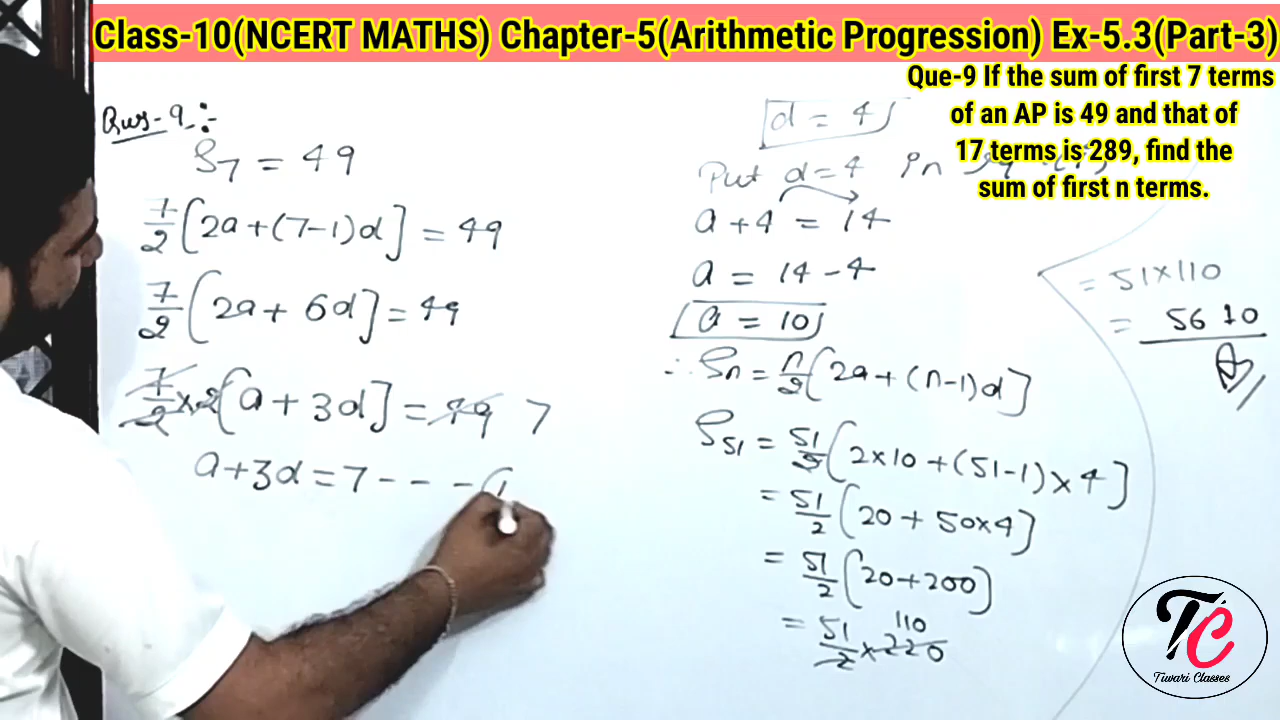 Class-10(NCERT MATHS) Chapter-5(Arithmetic Progression) Ex-5.3(Part-3)
Que-9 If the sum of first 7 terms
of an AP is 49 and that of
17 terms is 289, find the
sum of first n terms.
Ques-9 :-
S7 = 49
7/2 [2a+(7-1)d] = 49
7/2 [2a + 6d] = 49
7/2 ×2[a + 3d] = 49 7
a+3d = 7 - - - (1
d = 4
Put d=4 in
a + 4 = 14
a = 14 - 4
a = 10
∴ Sn = n/2 [2a + (n-1)d]
S51 = 51/2 [2×10 + (51-1)×4]
= 51/2 [20 + 50×4]
= 51/2 [20+200]
= 51/2 × 220 110
= 51×110
= 5610
TC
Tiwari Classes